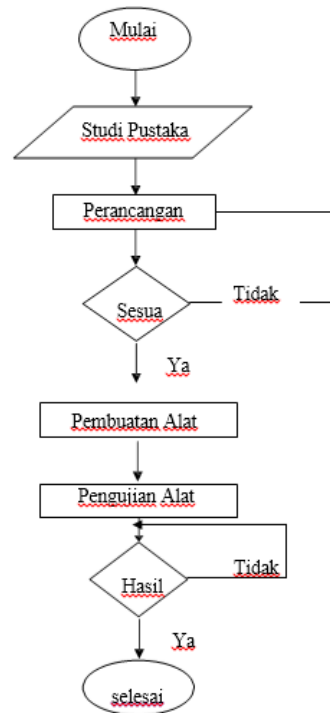 Mulai
Studi Pustaka
Perancangan
Sesua
Tidak
Ya
Pembuatan Alat
Pengujian Alat
Hasil
Tidak
Ya
selesai